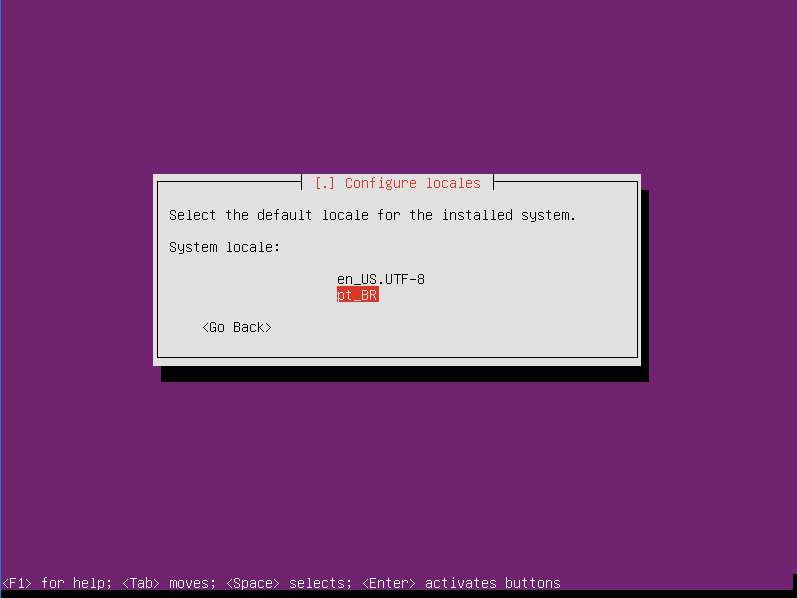 [.] Configure locales
Select the default locale for the installed system.
System locale:
en_US.UTF-8
pt_BR
<Go Back>
<F1> for help; <Tab> moves; <Space> selects; <Enter> activates buttons